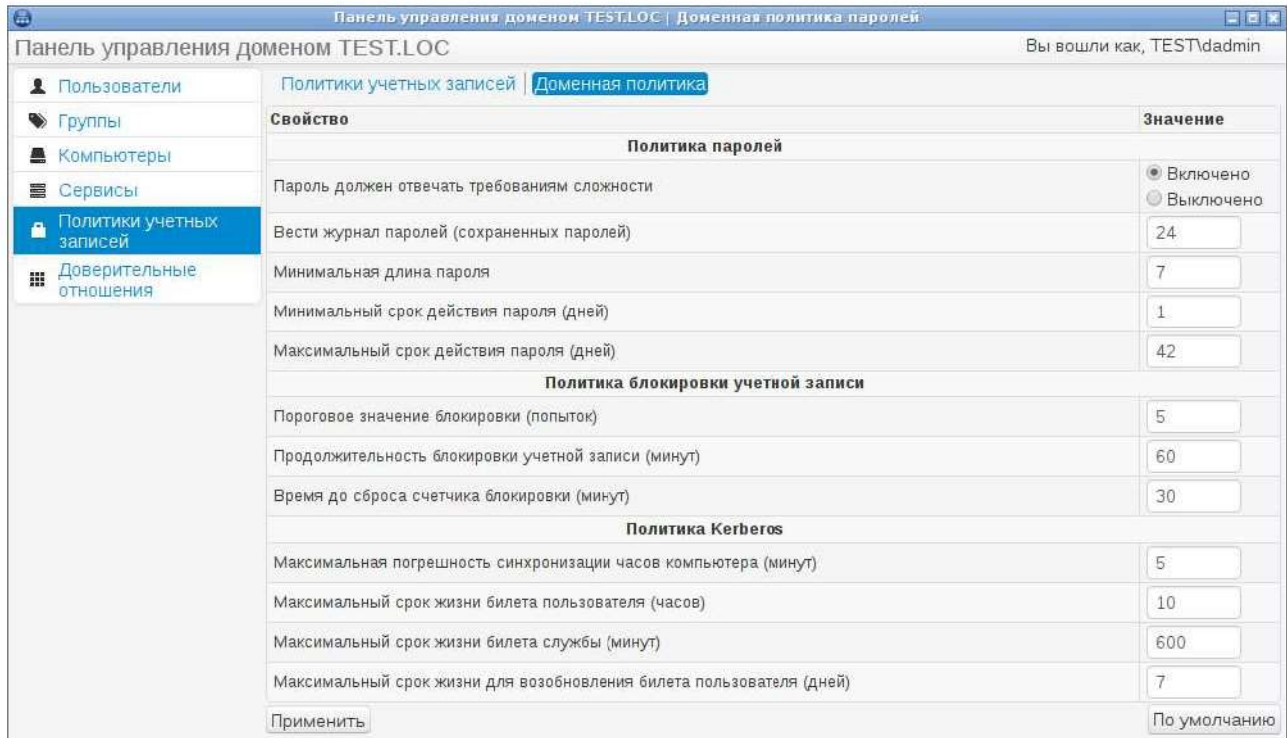 Панель управления доменом TEST.LOC | Доменная политика паролей
Панель управления доменом TEST.LOC
Вы вошли как, TEST\dadmin
Пользователи
Группы
Компьютеры
Сервисы
Политики учетных
записей
Доверительные
отношения
Политики учетных записей | Доменная политика
Свойство Значение
Политика паролей
Пароль должен отвечать требованиям сложности
Включено
Выключено
Вести журнал паролей (сохраненных паролей) 24
Минимальная длина пароля 7
Минимальный срок действия пароля (дней) 1
Максимальный срок действия пароля (дней) 42
Политика блокировки учетной записи
Пороговое значение блокировки (попыток) 5
Продолжительность блокировки учетной записи (минут) 60
Время до сброса счетчика блокировки (минут) 30
Политика Kerberos
Максимальная погрешность синхронизации часов компьютера (минут) 5
Максимальный срок жизни билета пользователя (часов) 10
Максимальный срок жизни билета службы (минут) 600
Максимальный срок жизни для возобновления билета пользователя (дней) 7
Применить По умолчанию